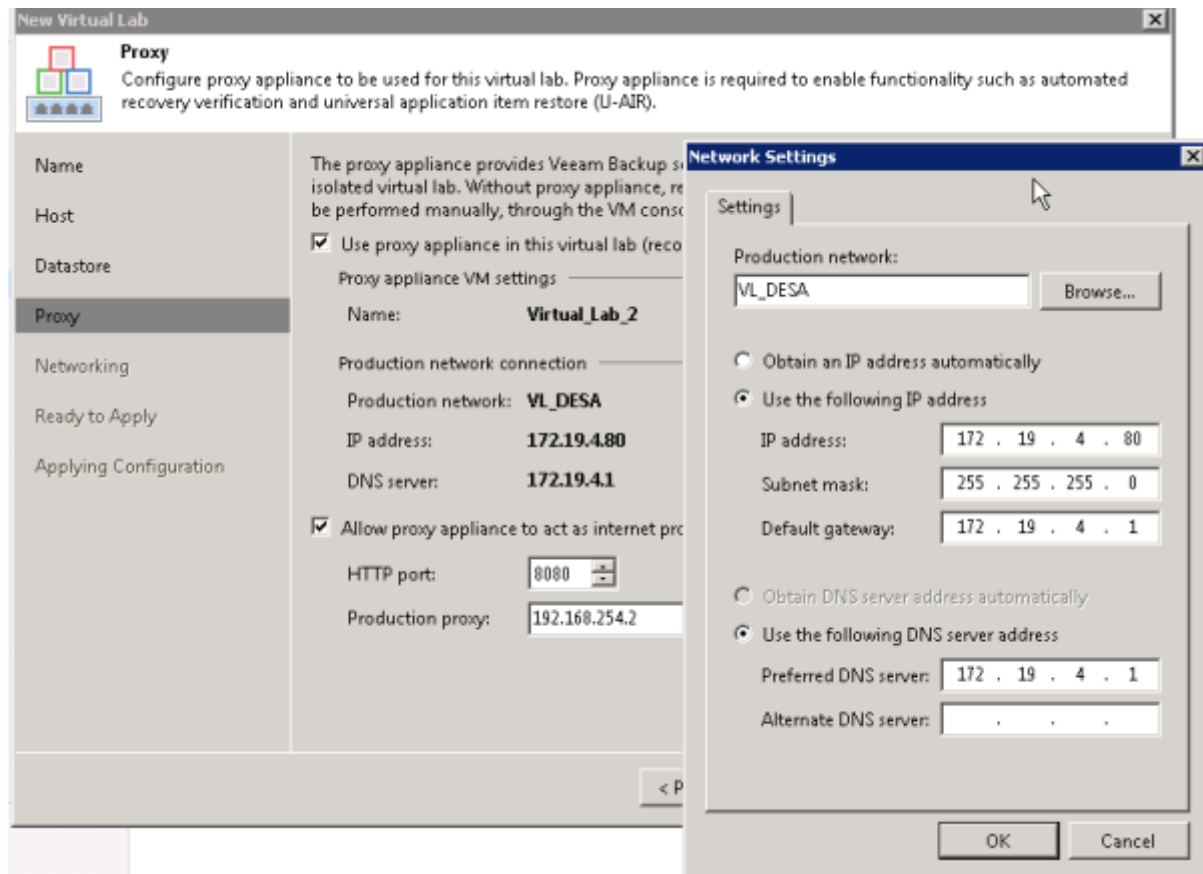 New Virtual Lab
Proxy
Configure proxy appliance to be used for this virtual lab. Proxy appliance is required to enable functionality such as automated
recovery verification and universal application item restore (U-AIR).
Name
Host
Datastore
Proxy
Networking
Ready to Apply
Applying Configuration
The proxy appliance provides Veeam Backup
isolated virtual lab. Without proxy appliance,
be performed manually, through the VM
Use proxy appliance in this virtual lab
Proxy appliance VM settings
Name: Virtual_Lab_2
Production network connection
Production network: VL_DESA
IP address: 172.19.4.80
DNS server: 172.19.4.1
Allow proxy appliance to act as internet
HTTP port: 8080
Production proxy: 192.168.254.2
< P
Network Settings
Settings
Production network:
VL_DESA Browse...
Obtain an IP address automatically
Use the following IP address
IP address: 172 . 19 . 4 . 80
Subnet mask: 255 . 255 . 255 . 0
Default gateway: 172 . 19 . 4 . 1
Obtain DNS server address automatically
Use the following DNS server address
Preferred DNS server: 172 . 19 . 4 . 1
Alternate DNS server: . . .
OK Cancel